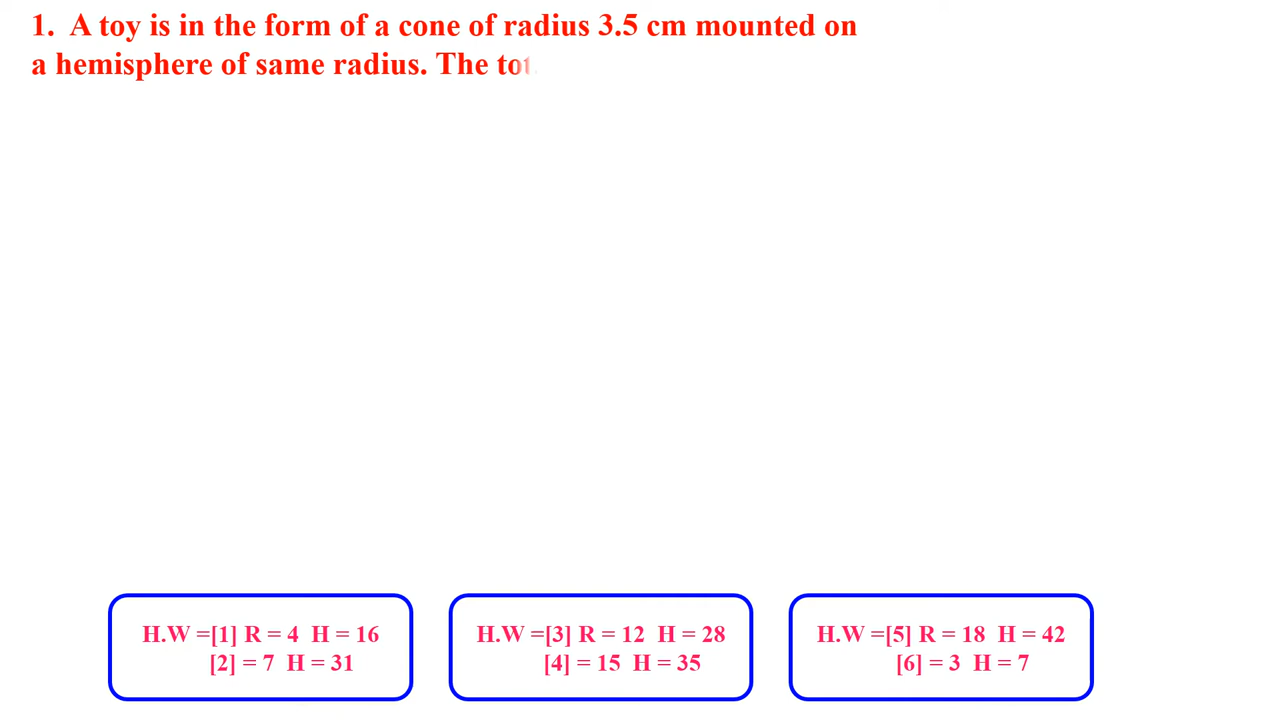 1. A toy is in the form of a cone of radius 3.5 cm mounted on
a hemisphere of same radius. The
H.W =[1] R = 4 H = 16
[2] = 7 H = 31
H.W =[3] R = 12 H = 28
[4] = 15 H = 35
H.W =[5] R = 18 H = 42
[6] = 3 H = 7